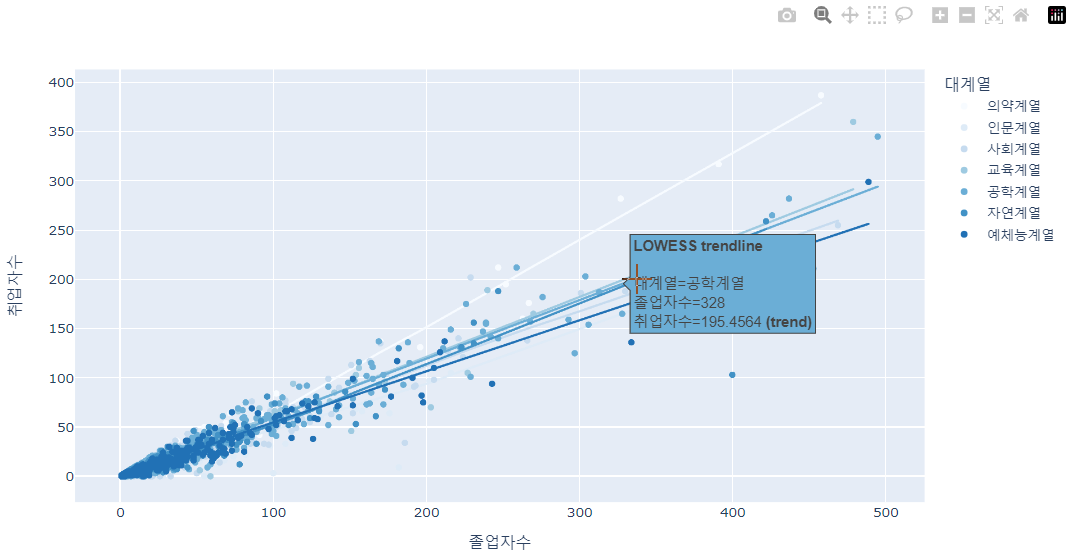 400
350
300
250
200
150
100
50
0
취업자수
0
100
200
300
400
500
졸업자수
LOWESS trendline
대계열=공학계열
졸업자수=328
취업자수=195.4564 (trend)
대계열
의약계열
인문계열
사회계열
교육계열
공학계열
자연계열
예체능계열